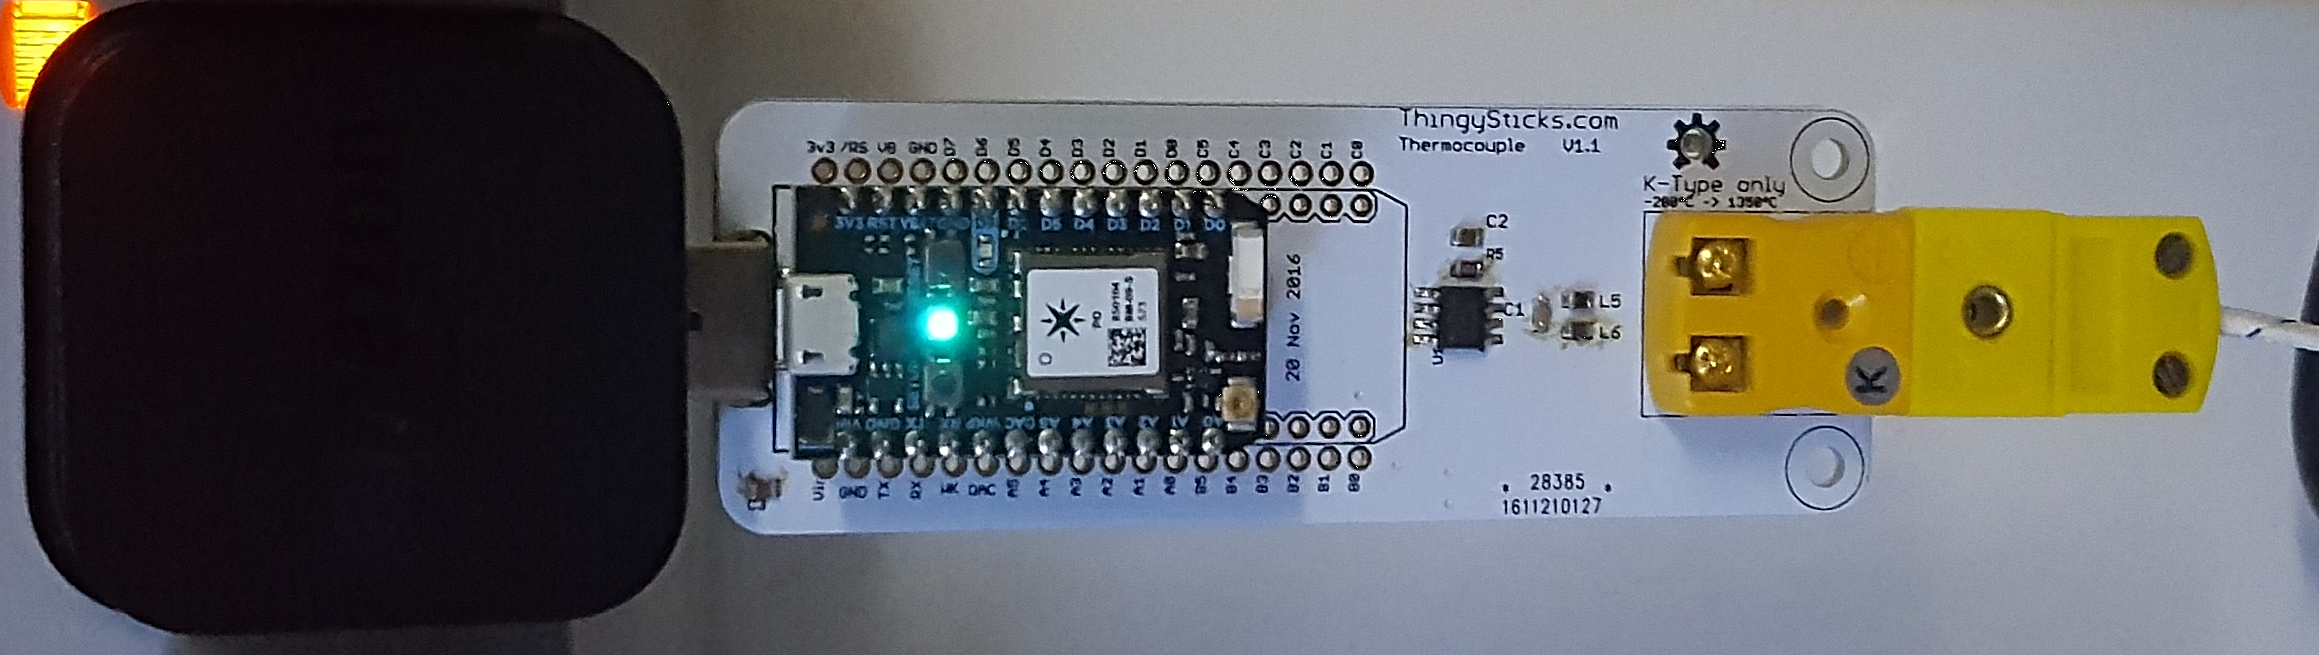 ThingySticks.com
Thermocouple V1.1
K-Type only
-200°C -> 1350°C
3v3 /RS VB GND D7 D6 D5 D4 D3 D2 D1 D0 C5 C4 C3 C2 C1 C0
3V3 RST
D5 D4 D3 D2 D1 D0
C2
R5
C1
L5
L6
20 Nov 2016
P0
K
VIN GND TX RX WKP DAC A5 A4 A3 A2 A1 A0
Vin GND TX RX WK DAC A5 A4 A3 A2 A1 A0 B5 B4 B3 B2 B1 B0
28385
1611210127